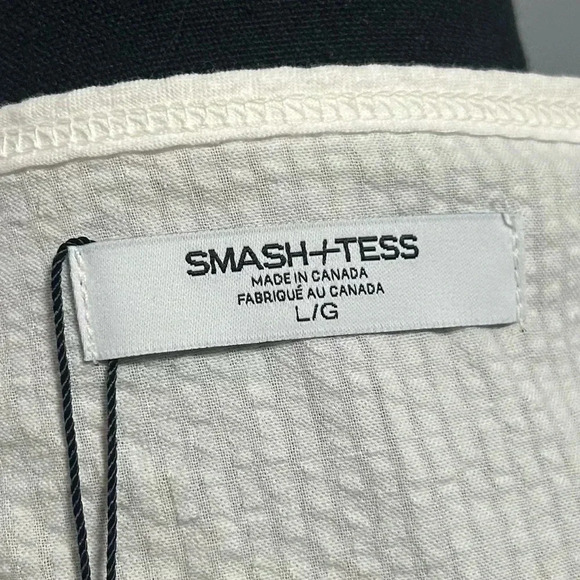 SMASH+TESS
MADE IN CANADA
FABRIQUÉ AU CANADA
L/G